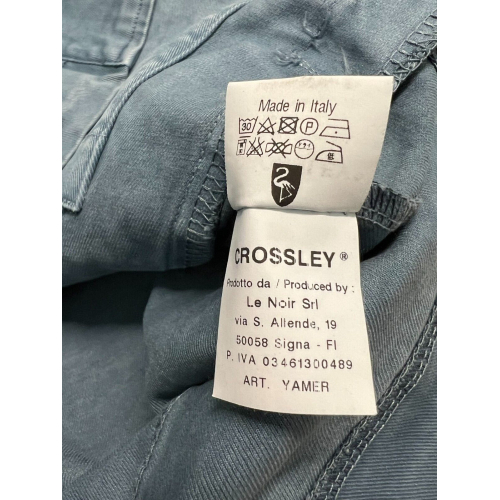 Made in Italy
30 P
CROSSLEY®
Prodotto da / Produced by :
Le Noir Srl
via S. Allende, 19
50058 Signa - FI
P. IVA 03461300489
ART. YAMER